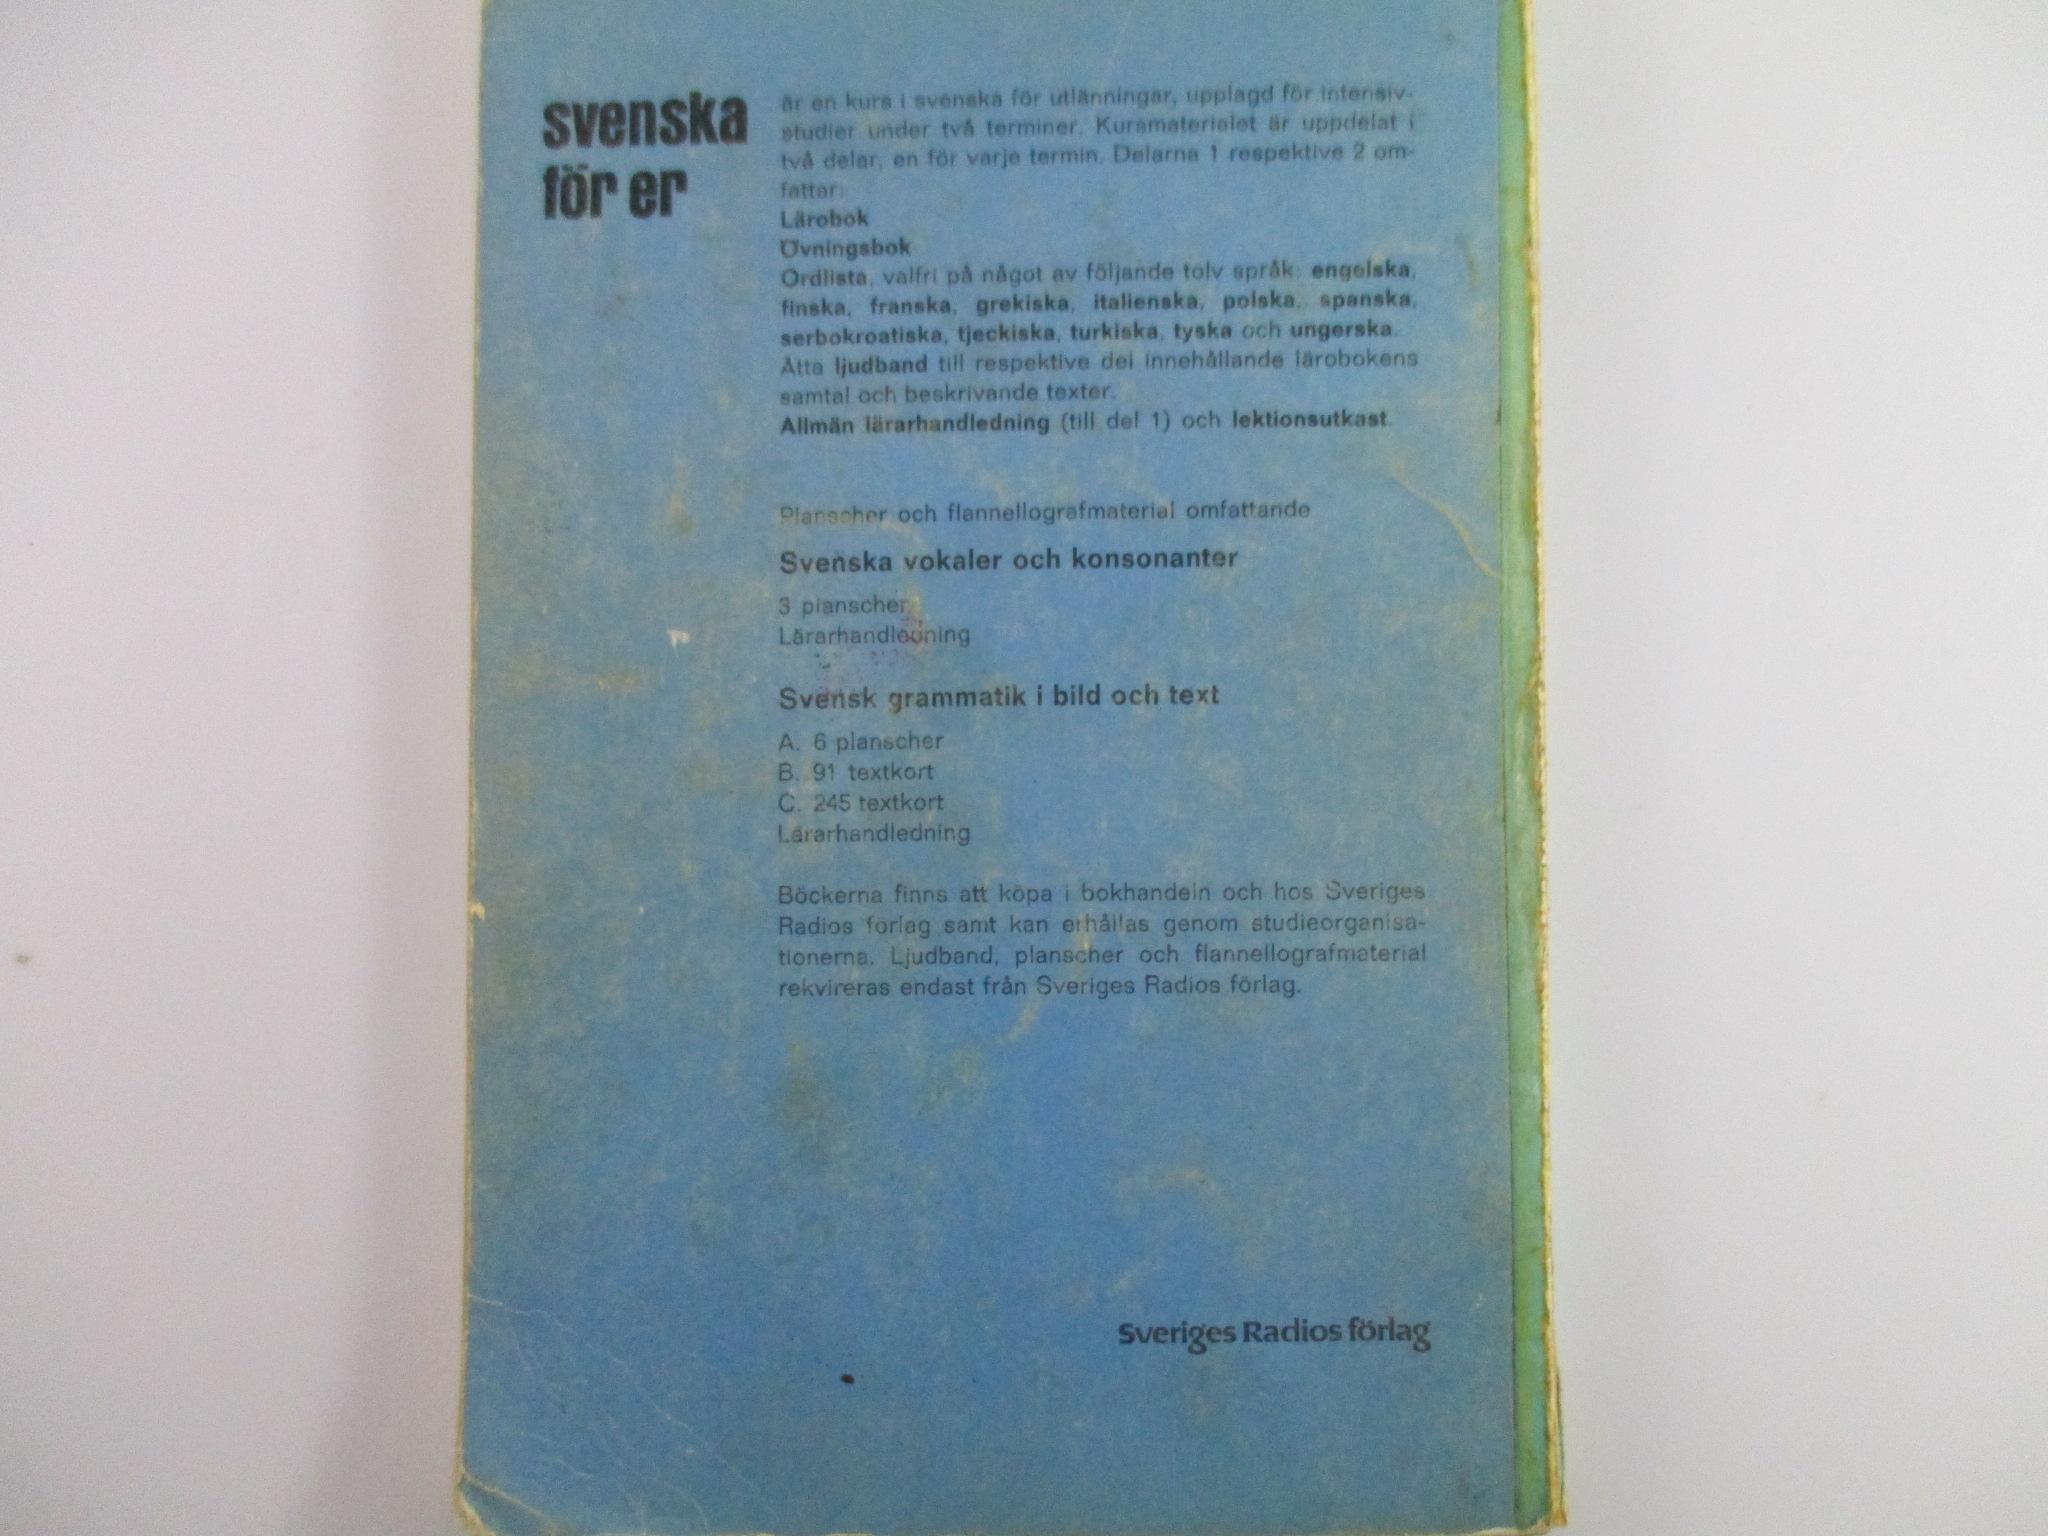 svenska
för er
är en kurs i svenska för utlänningar, upplagd för intensiv-
studier under två terminer. Kursmaterialet är uppdelat i
två delar, en för varje termin. Delarna 1 respektive 2 om-
fattar:
Lärobok
Övningsbok
Ordlista, valfri på något av följande tolv språk: engelska,
finska, franska, grekiska, italienska, polska, spanska,
serbokroatiska, tjeckiska, turkiska, tyska och ungerska.
Åtta ljudband till respektive del innehållande lärobokens
samtal och beskrivande texter.
Allmän lärarhandledning (till del 1) och lektionsutkast.
Planscher och flannellografmaterial omfattande
Svenska vokaler och konsonanter
3 planscher
Lärarhandledning
Svensk grammatik i bild och text
A. 6 planscher
B. 91 textkort
C. 245 textkort
Lärarhandledning
Böckerna finns att köpa i bokhandeln och hos Sveriges
Radios förlag samt kan erhållas genom studieorganisa-
tionerna. Ljudband, planscher och flannellografmaterial
rekvireras endast från Sveriges Radios förlag.
Sveriges Radios förlag